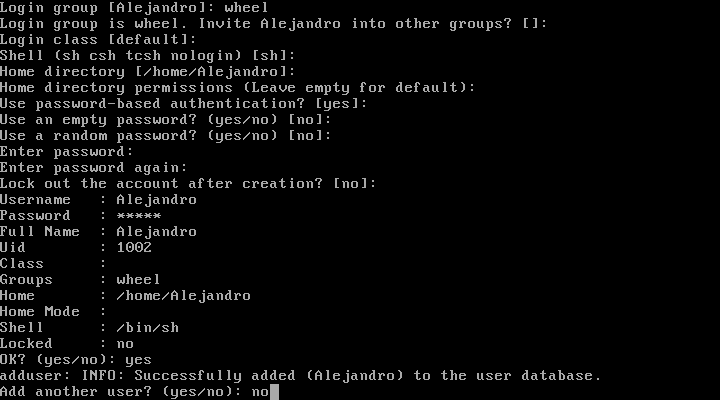 Login group [Alejandro]: wheel
Login group is wheel. Invite Alejandro into other groups? []:
Login class [default]:
Shell (sh csh tcsh nologin) [sh]:
Home directory [/home/Alejandro]:
Home directory permissions (Leave empty for default):
Use password-based authentication? [yes]:
Use an empty password? (yes/no) [no]:
Use a random password? (yes/no) [no]:
Enter password:
Enter password again:
Lock out the account after creation? [no]:
Username   : Alejandro
Password   : *****
Full Name  : Alejandro
Uid        : 1002
Class      :
Groups     : wheel
Home       : /home/Alejandro
Home Mode  :
Shell      : /bin/sh
Locked     : no
OK? (yes/no): yes
adduser: INFO: Successfully added (Alejandro) to the user database.
Add another user? (yes/no): no